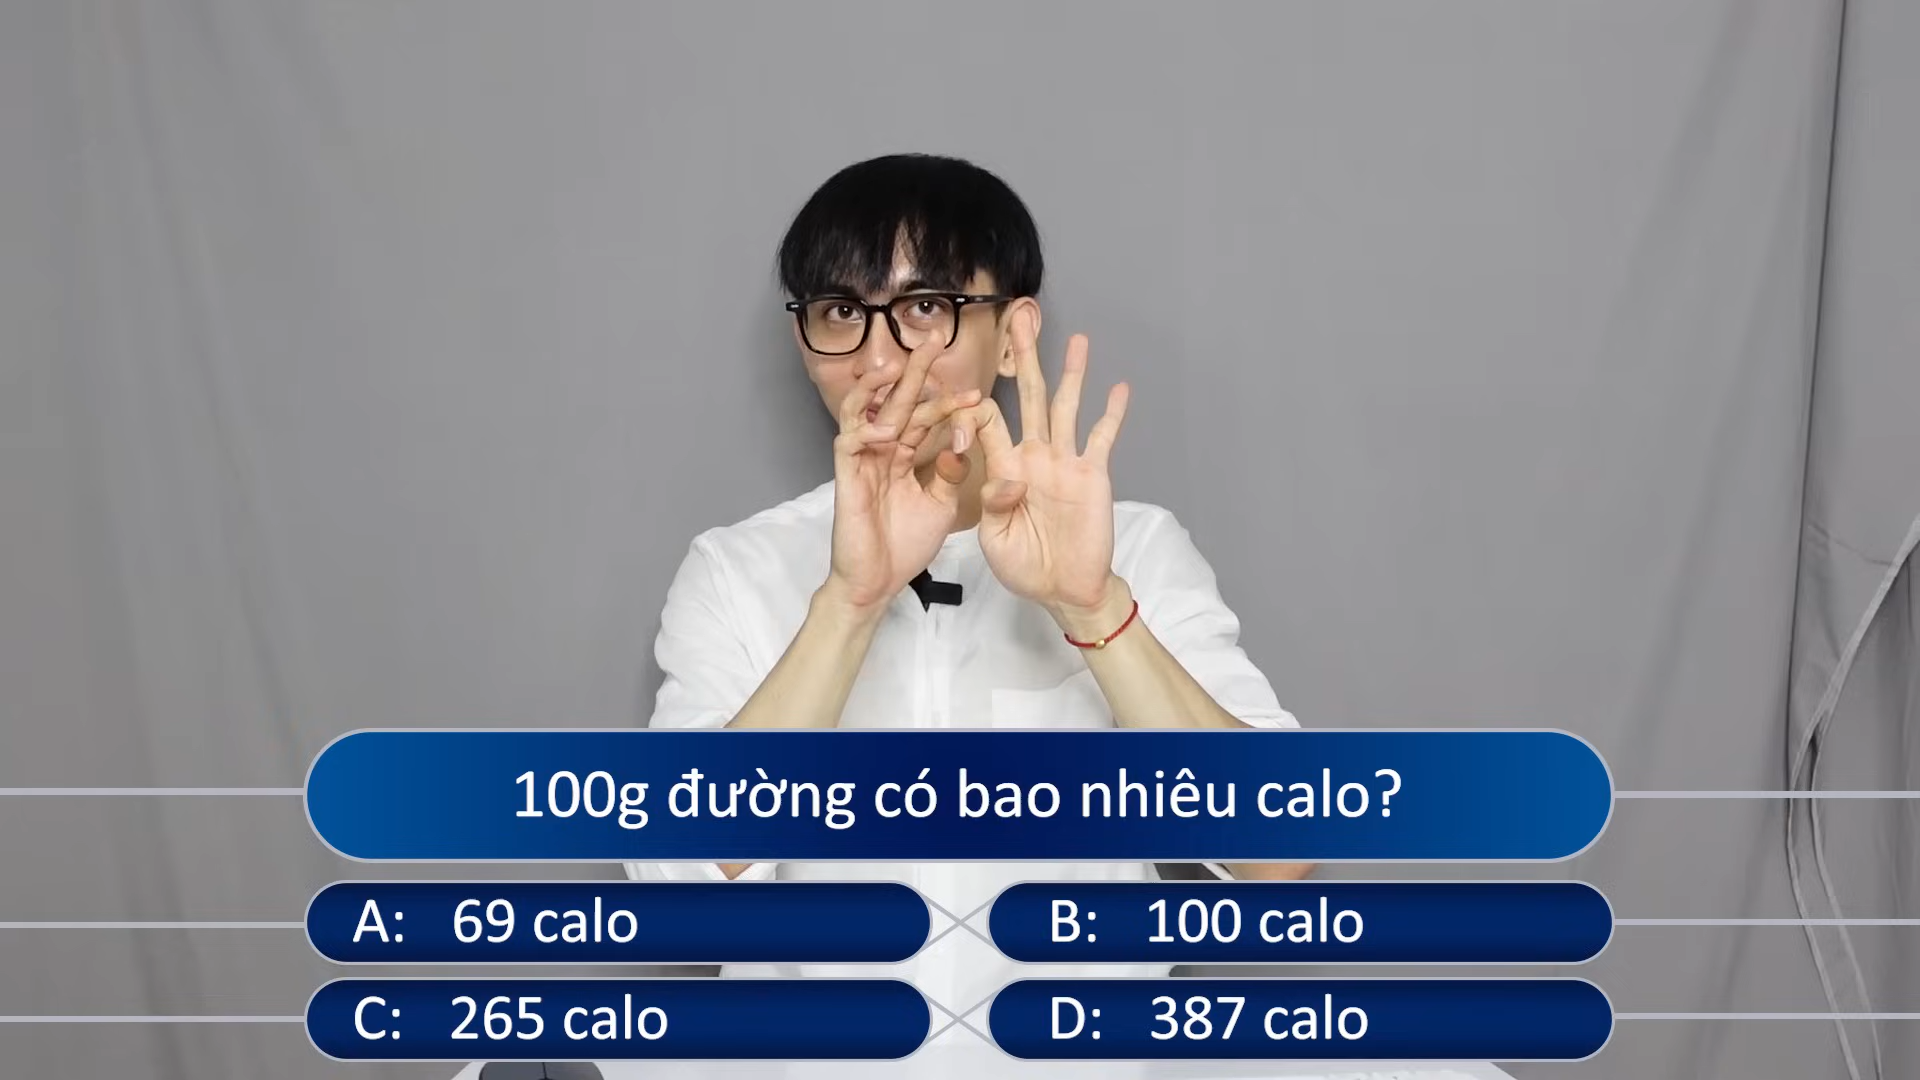 100g đường có bao nhiêu calo?
A: 69 calo
B: 100 calo
C: 265 calo
D: 387 calo